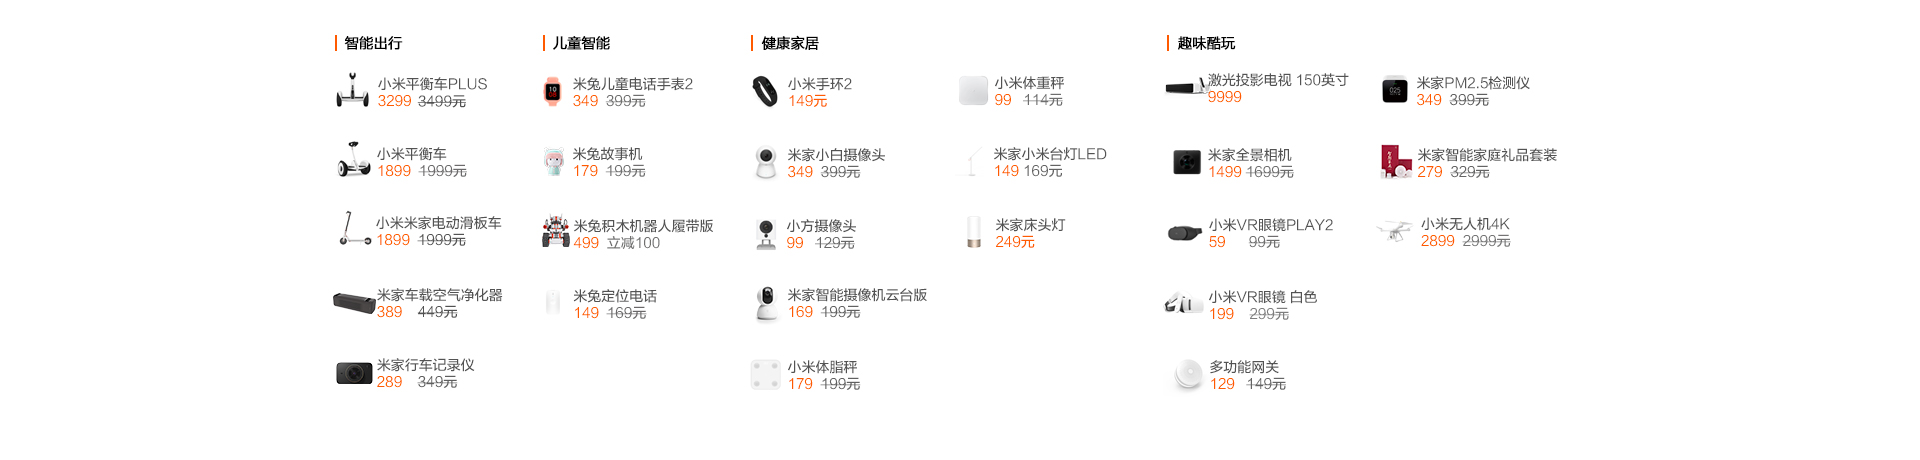 智能出行
小米平衡车PLUS
3299 3499元
小米平衡车
1899 1999元
小米米家电动滑板车
1899 1999元
米家车载空气净化器
389 449元
米家行车记录仪
289 349元
儿童智能
米兔儿童电话手表2
349 399元
米兔故事机
179 199元
米兔积木机器人履带版
499 立减100
米兔定位电话
149 169元
健康家居
小米手环2
149元
米家小白摄像头
349 399元
小方摄像头
99 129元
米家智能摄像机云台版
169 199元
小米体脂秤
179 199元
小米体重秤
99 114元
米家小米台灯LED
149 169元
米家床头灯
249元
趣味酷玩
激光投影电视 150英寸
9999
米家全景相机
1499 1699元
小米VR眼镜PLAY2
59 99元
小米VR眼镜 白色
199 299元
多功能网关
129 149元
米家PM2.5检测仪
349 399元
米家智能家庭礼品套装
279 329元
小米无人机4K
2899 2999元